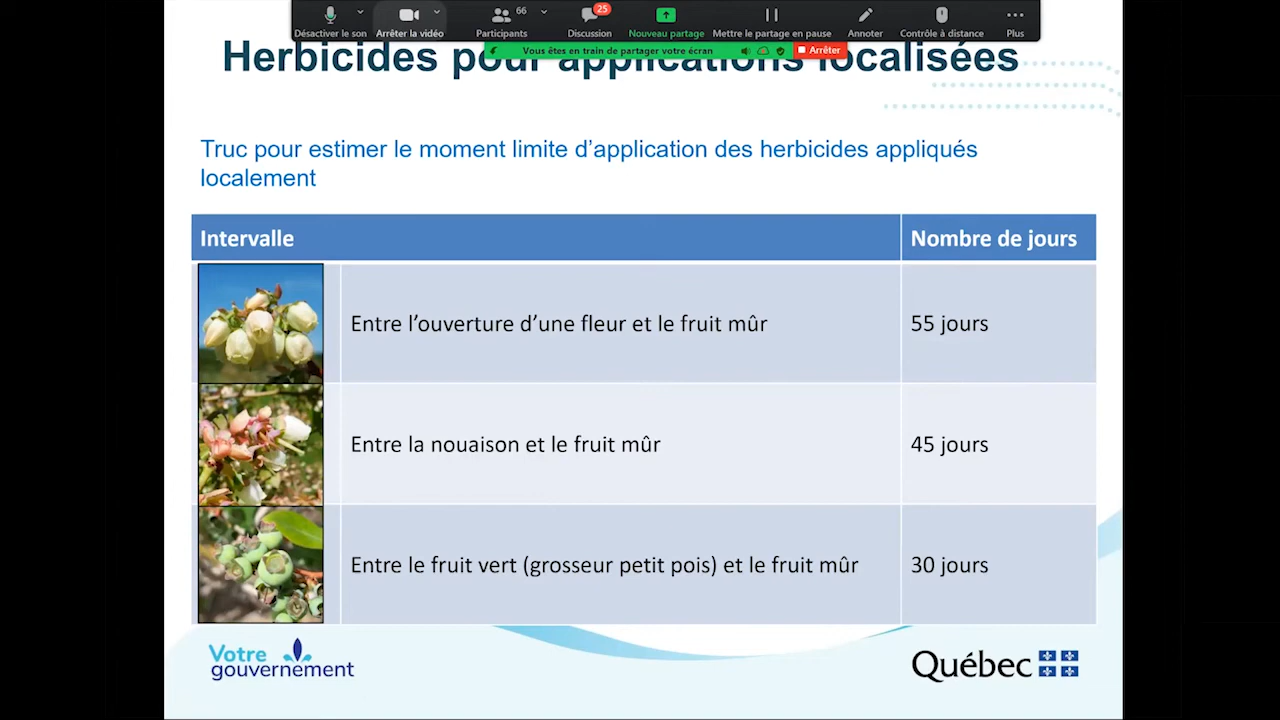 Désactiver le son
Arrêter la vidéo
66
Participants
25
Discussion
Nouveau partage
Mettre le partage en pause
Annoter
Contrôle à distance
Plus
Vous êtes en train de partager votre écran
Arrêter
Herbicides pour applications localisées
Truc pour estimer le moment limite d’application des herbicides appliqués
localement
Intervalle
Nombre de jours
Entre l’ouverture d’une fleur et le fruit mûr
55 jours
Entre la nouaison et le fruit mûr
45 jours
Entre le fruit vert (grosseur petit pois) et le fruit mûr
30 jours
Votre
gouvernement
Québec